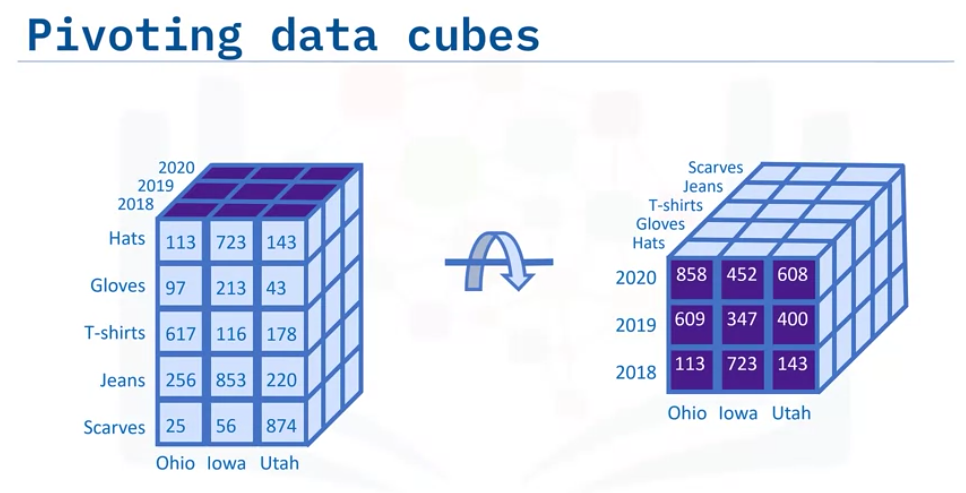 Pivoting data cubes
2020
2019
2018
Hats 113 723 143
Gloves 97 213 43
T-shirts 617 116 178
Jeans 256 853 220
Scarves 25 56 874
Ohio Iowa Utah
Scarves
Jeans
T-shirts
Gloves
Hats
2020 858 452 608
2019 609 347 400
2018 113 723 143
Ohio Iowa Utah